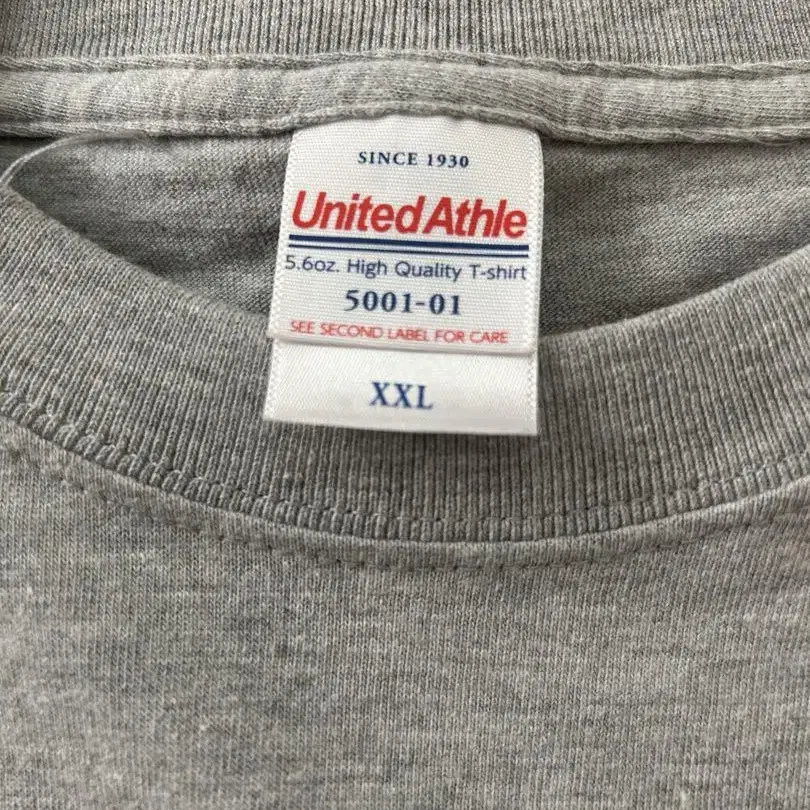 SINCE 1930
United Athle
5.6oz. High Quality T-shirt
5001-01
SEE SECOND LABEL FOR CARE
XXL